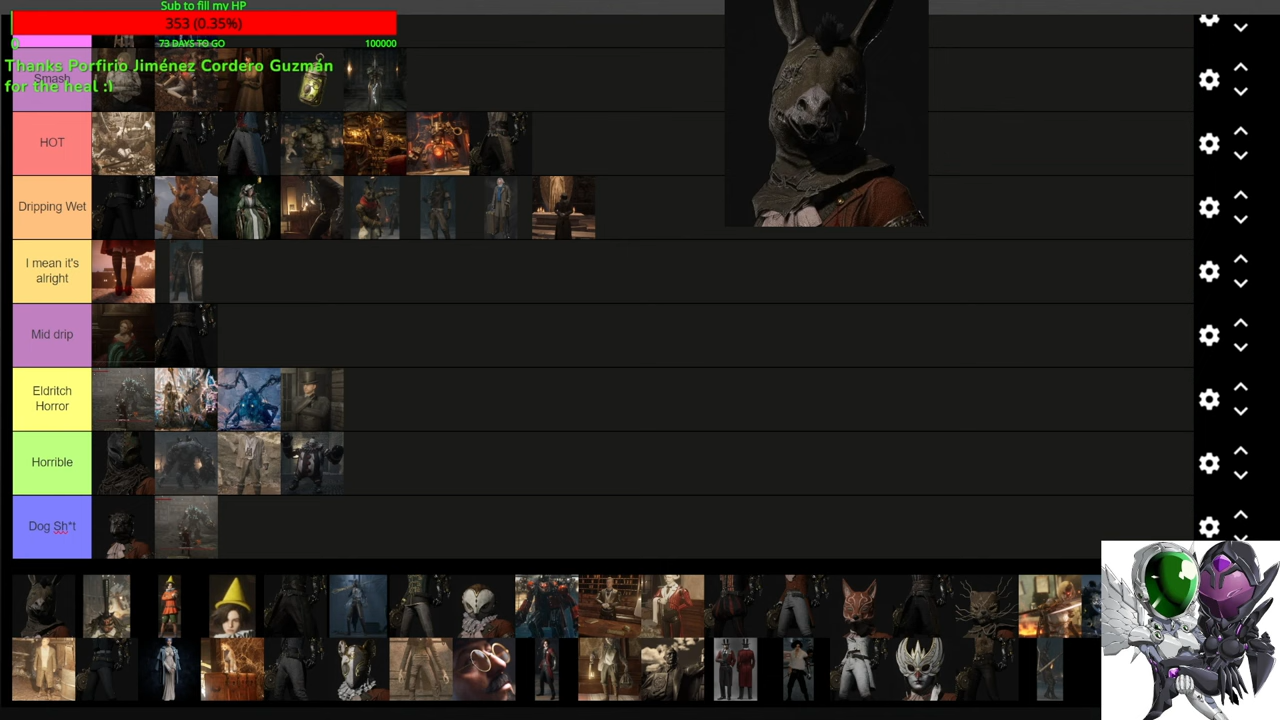 Sub to fill my HP
353 (0.35%)
0
73 DAYS TO GO
100000
Thanks Porfirio Jiménez Cordero Guzmán
for the heal :)
Smash
HOT
Dripping Wet
I mean it's
alright
Mid drip
Eldritch
Horror
Horrible
Dog Sh*t